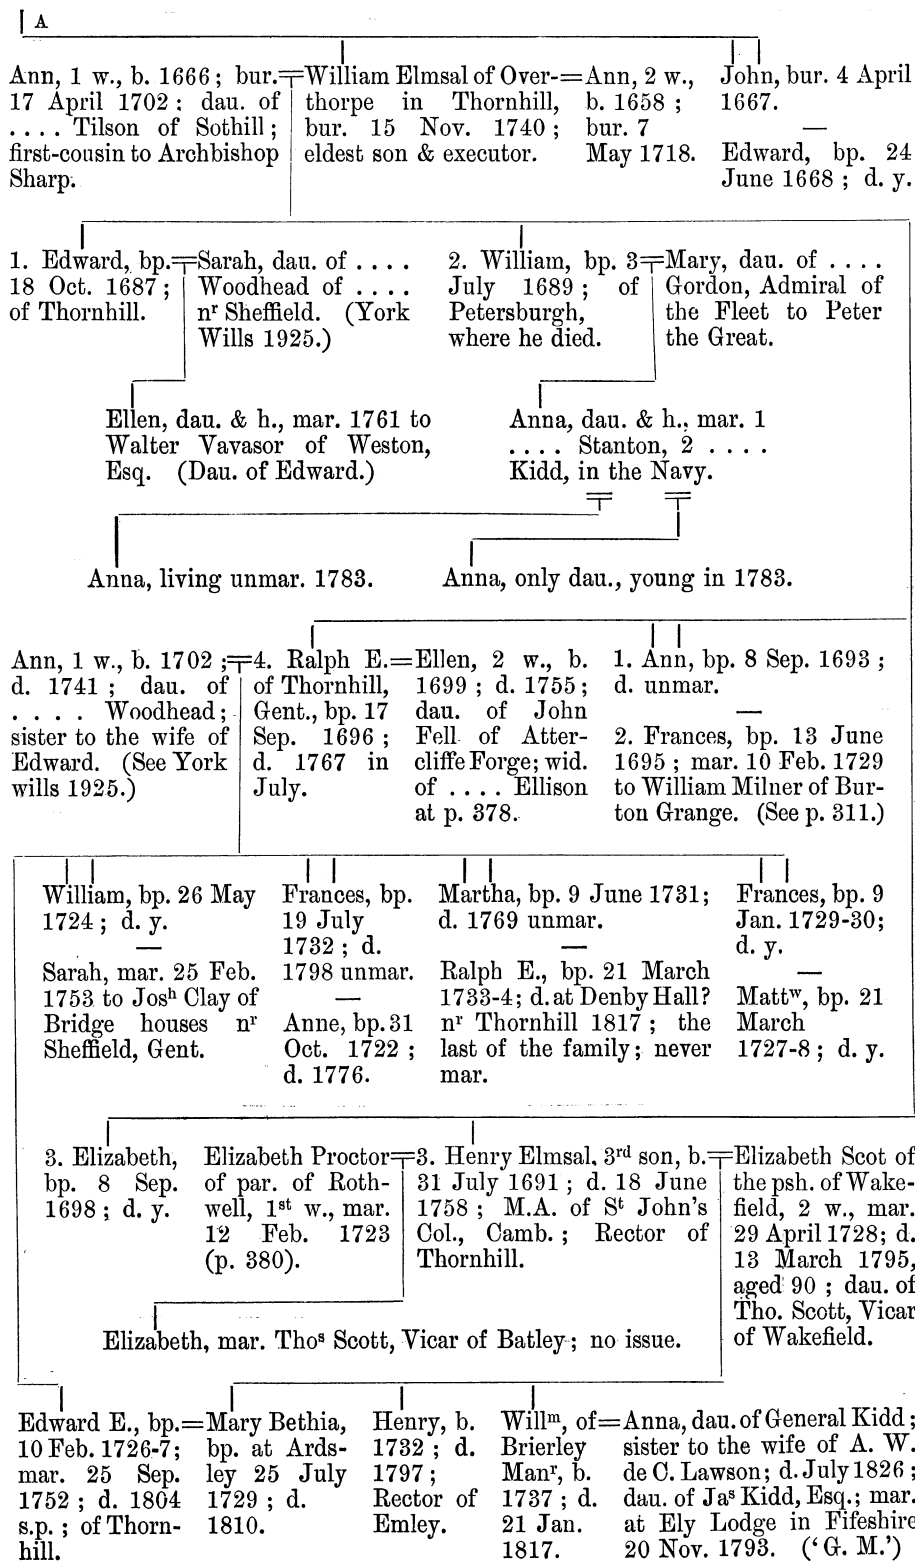 A
Ann, 1 w., b. 1666 ; bur.
17 April 1702 : dau. of
. . . . Tilson of Sothill ;
first-cousin to Archbishop
Sharp.
=William Elmsal of Over-
thorpe in Thornhill,
bur. 15 Nov. 1740 ;
eldest son & executor.
=Ann, 2 w.,
b. 1658 ;
bur. 7
May 1718.
John, bur. 4 April
1667.
—
Edward, bp. 24
June 1668 ; d. y.
1. Edward, bp.
18 Oct. 1687 ;
of Thornhill.
=Sarah, dau. of . . . .
Woodhead of . . . .
nʳ Sheffield. (York
Wills 1925.)
2. William, bp. 3
July 1689 ; of
Petersburgh,
where he died.
=Mary, dau. of . . . .
Gordon, Admiral of
the Fleet to Peter
the Great.
Ellen, dau. & h., mar. 1761 to
Walter Vavasor of Weston,
Esq. (Dau. of Edward.)
Anna, dau. & h., mar. 1
. . . . Stanton, 2 . . . .
Kidd, in the Navy.
Anna, living unmar. 1783.
Anna, only dau., young in 1783.
Ann, 1 w., b. 1702 ;
d. 1741 ; dau. of
. . . . Woodhead ;
sister to the wife of
Edward. (See York
wills 1925.)
=4. Ralph E.
of Thornhill,
Gent., bp. 17
Sep. 1696 ;
d. 1767 in
July.
=Ellen, 2 w., b.
1699 ; d. 1755 ;
dau. of John
Fell of Atter-
cliffe Forge; wid.
of . . . . Ellison
at p. 378.
1. Ann, bp. 8 Sep. 1693 ;
d. unmar.
—
2. Frances, bp. 13 June
1695 ; mar. 10 Feb. 1729
to William Milner of Bur-
ton Grange. (See p. 311.)
William, bp. 26 May
1724 ; d. y.
—
Sarah, mar. 25 Feb.
1753 to Josʰ Clay of
Bridge houses nʳ
Sheffield, Gent.
Frances, bp.
19 July
1732 ; d.
1798 unmar.
—
Anne, bp. 31
Oct. 1722 ;
d. 1776.
Martha, bp. 9 June 1731;
d. 1769 unmar.
—
Ralph E., bp. 21 March
1733-4; d. at Denby Hall?
nʳ Thornhill 1817 ; the
last of the family; never
mar.
Frances, bp. 9
Jan. 1729-30;
d. y.
—
Mattʷ, bp. 21
March
1727-8 ; d. y.
3. Elizabeth,
bp. 8 Sep.
1698 ; d. y.
Elizabeth Proctor
of par. of Roth-
well, 1ˢᵗ w., mar.
12 Feb. 1723
(p. 380).
=3. Henry Elmsal, 3ʳᵈ son, b.
31 July 1691 ; d. 18 June
1758 ; M.A. of Sᵗ John's
Col., Camb. ; Rector of
Thornhill.
=Elizabeth Scot of
the psh. of Wake-
field, 2 w., mar.
29 April 1728; d.
13 March 1795,
aged 90 ; dau. of
Tho. Scott, Vicar
of Wakefield.
Elizabeth, mar. Thoˢ Scott, Vicar of Batley ; no issue.
Edward E., bp.
10 Feb. 1726-7;
mar. 25 Sep.
1752 ; d. 1804
s.p. ; of Thorn-
hill.
=Mary Bethia,
bp. at Ards-
ley 25 July
1729 ; d.
1810.
Henry, b.
1732 ; d.
1797 ;
Rector of
Emley.
Willᵐ, of
Brierley
Manʳ, b.
1737 ; d.
21 Jan.
1817.
=Anna, dau. of General Kidd ;
sister to the wife of A. W.
de C. Lawson; d. July 1826 ;
dau. of Jaˢ Kidd, Esq.; mar.
at Ely Lodge in Fifeshire
20 Nov. 1793. (' G. M.')